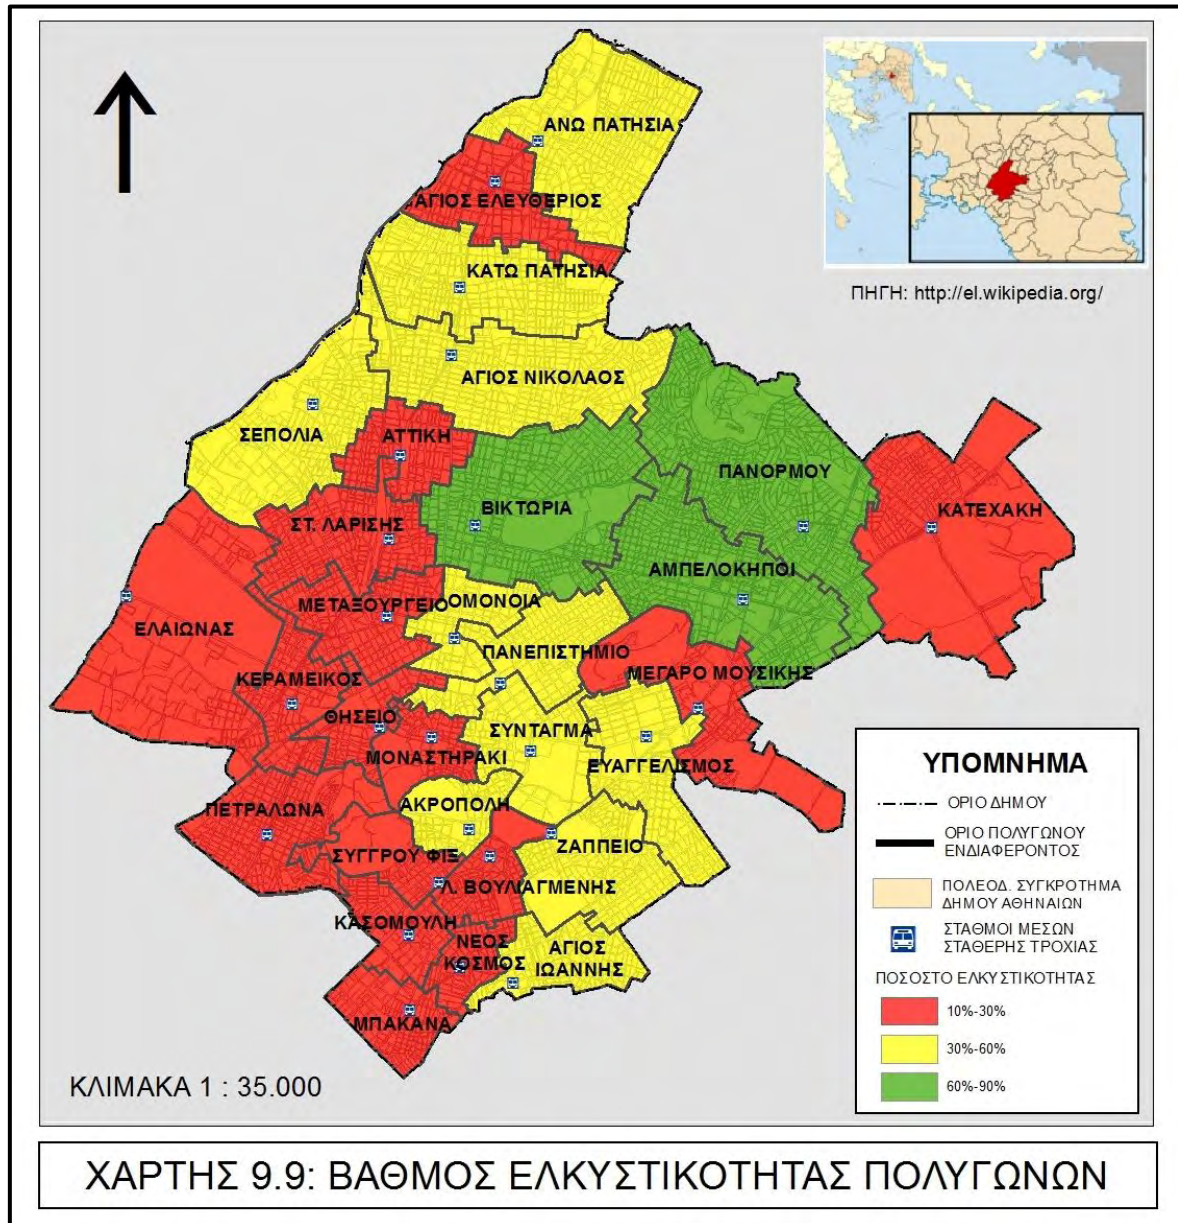 ΑΝΩ ΠΑΤΗΣΙΑ
ΑΓΙΟΣ ΕΛΕΥΘΕΡΙΟΣ
ΚΑΤΩ ΠΑΤΗΣΙΑ
ΠΗΓΗ: http://el.wikipedia.org/
ΑΓΙΟΣ ΝΙΚΟΛΑΟΣ
ΣΕΠΟΛΙΑ
ΑΤΤΙΚΗ
ΠΑΝΟΡΜΟΥ
ΒΙΚΤΩΡΙΑ
ΚΑΤΕΧΑΚΗ
ΣΤ. ΛΑΡΙΣΗΣ
ΑΜΠΕΛΟΚΗΠΟΙ
ΜΕΤΑΞΟΥΡΓΕΙΟ
ΟΜΟΝΟΙΑ
ΕΛΑΙΩΝΑΣ
ΠΑΝΕΠΙΣΤΗΜΙΟ
ΜΕΓΑΡΟ ΜΟΥΣΙΚΗΣ
ΚΕΡΑΜΕΙΚΟΣ
ΘΗΣΕΙΟ
ΣΥΝΤΑΓΜΑ
ΜΟΝΑΣΤΗΡΑΚΙ
ΕΥΑΓΓΕΛΙΣΜΟΣ
ΠΕΤΡΑΛΩΝΑ
ΑΚΡΟΠΟΛΗ
ΖΑΠΠΕΙΟ
ΣΥΓΓΡΟΥ ΦΙΞ
Λ. ΒΟΥΛΙΑΓΜΕΝΗΣ
ΚΑΣΟΜΟΥΛΗ
ΝΕΟΣ
ΚΟΣΜΟΣ
ΑΓΙΟΣ
ΙΩΑΝΝΗΣ
ΜΠΑΚΑΝΑ
ΥΠΟΜΝΗΜΑ
ΟΡΙΟ ΔΗΜΟΥ
ΟΡΙΟ ΠΟΛΥΓΩΝΟΥ
ΕΝΔΙΑΦΕΡΟΝΤΟΣ
ΠΟΛΕΟΔ. ΣΥΓΚΡΟΤΗΜΑ
ΔΗΜΟΥ ΑΘΗΝΑΙΩΝ
ΣΤΑΘΜΟΙ ΜΕΣΩΝ
ΣΤΑΘΕΡΗΣ ΤΡΟΧΙΑΣ
ΠΟΣΟΣΤΟ ΕΛΚΥΣΤΙΚΟΤΗΤΑΣ
10%-30%
30%-60%
60%-90%
ΚΛΙΜΑΚΑ 1 : 35.000
ΧΑΡΤΗΣ 9.9: ΒΑΘΜΟΣ ΕΛΚΥΣΤΙΚΟΤΗΤΑΣ ΠΟΛΥΓΩΝΩΝ